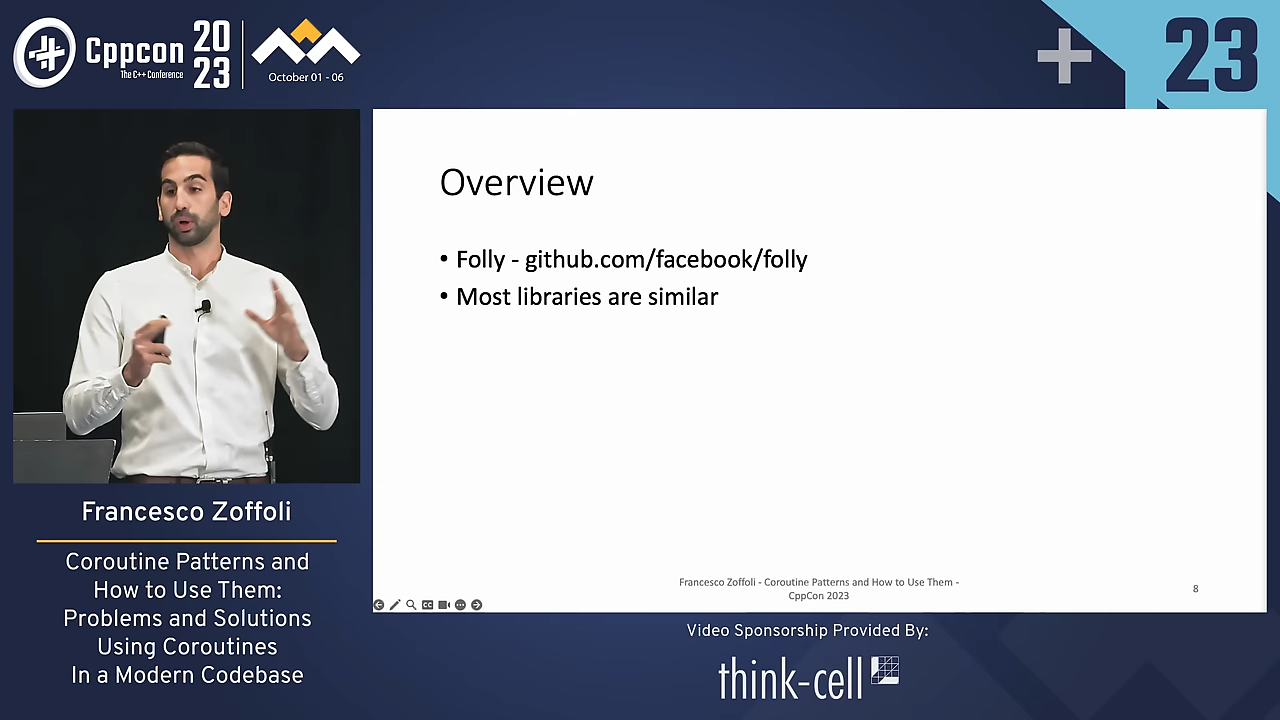 Cppcon
The C++ Conference
20
23
October 01 - 06
23
Overview
• Folly - github.com/facebook/folly
• Most libraries are similar
Francesco Zoffoli - Coroutine Patterns and How to Use Them -
CppCon 2023
8
CC
Francesco Zoffoli
Coroutine Patterns and
How to Use Them:
Problems and Solutions
Using Coroutines
In a Modern Codebase
Video Sponsorship Provided By:
think-cell